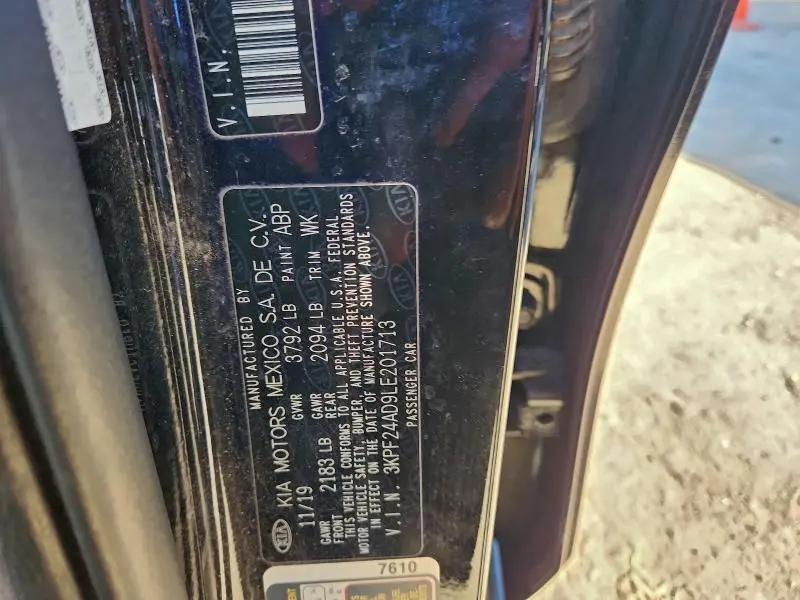 V.I.N.
MANUFACTURED BY
KIA KIA MOTORS MEXICO S.A. DE C.V.
11/19 GVWR 3792 LB PAINT ABP
GAWR FRONT 2183 LB GAWR REAR 2094 LB TRIM WK
THIS VEHICLE CONFORMS TO ALL APPLICABLE U.S.A. FEDERAL
MOTOR VEHICLE SAFETY, BUMPER, AND THEFT PREVENTION STANDARDS
IN EFFECT ON THE DATE OF MANUFACTURE SHOWN ABOVE.
V.I.N. 3KPF24AD9LE201713
PASSENGER CAR
7610